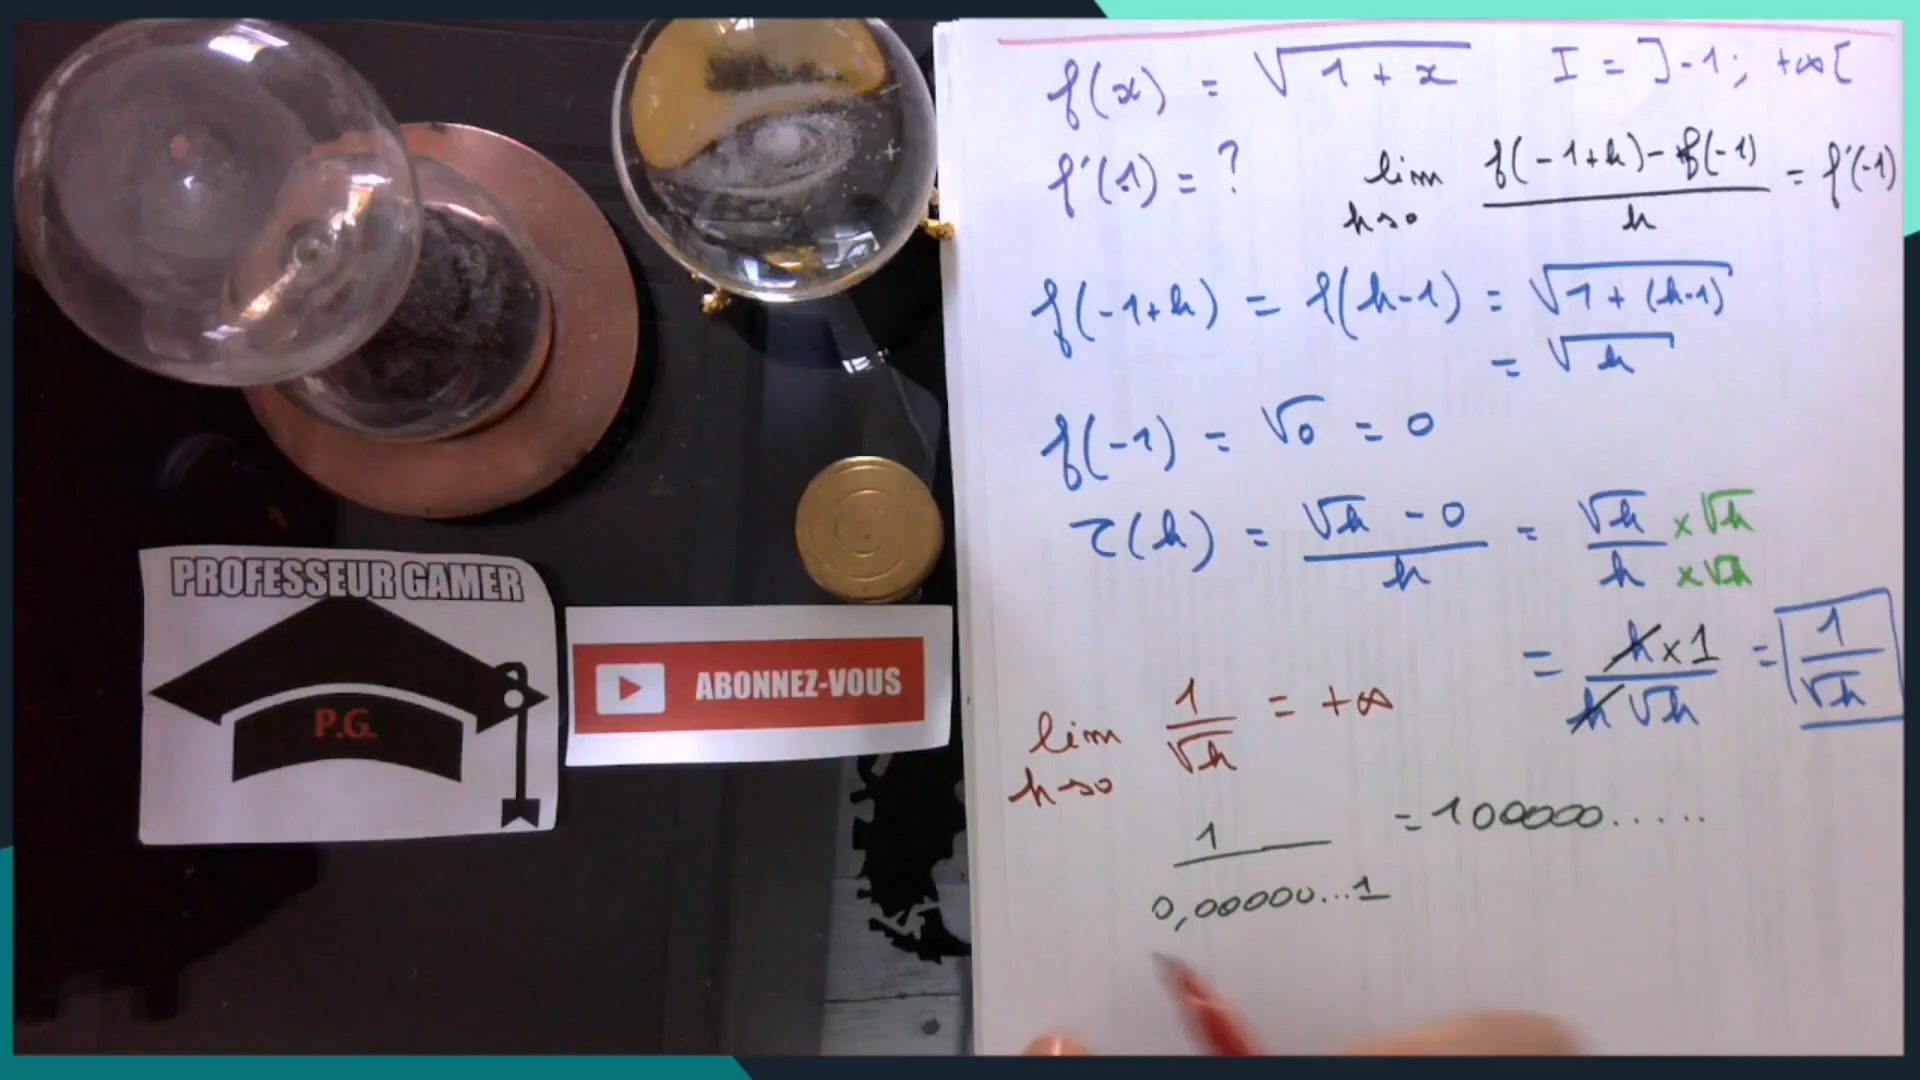 PROFESSEUR GAMER
P.G.
ABONNEZ-VOUS
f(x) = √(1 + x) I = ]-1; +∞[
f'(1) = ?
lim h→0 (f(-1+h) - f(-1))/h = f'(-1)
f(-1+h) = f(h-1) = √(1 + (h-1))
= √h
f(-1) = √0 = 0
τ(h) = (√h - 0)/h = √h/h ×√h ×√h
= (h×1)/(h√h) = 1/√h
lim h→0 1/√h = +∞
1/0,00000...1 = 100000.....